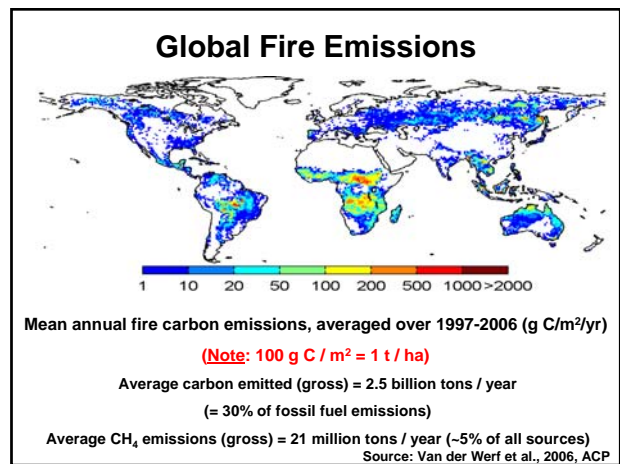 Global Fire Emissions
1 10 20 50 100 200 500 1000 >2000
Mean annual fire carbon emissions, averaged over 1997-2006 (g C/m²/yr)
(Note: 100 g C / m² = 1 t / ha)
Average carbon emitted (gross) = 2.5 billion tons / year
(= 30% of fossil fuel emissions)
Average CH₄ emissions (gross) = 21 million tons / year (~5% of all sources)
Source: Van der Werf et al., 2006, ACP